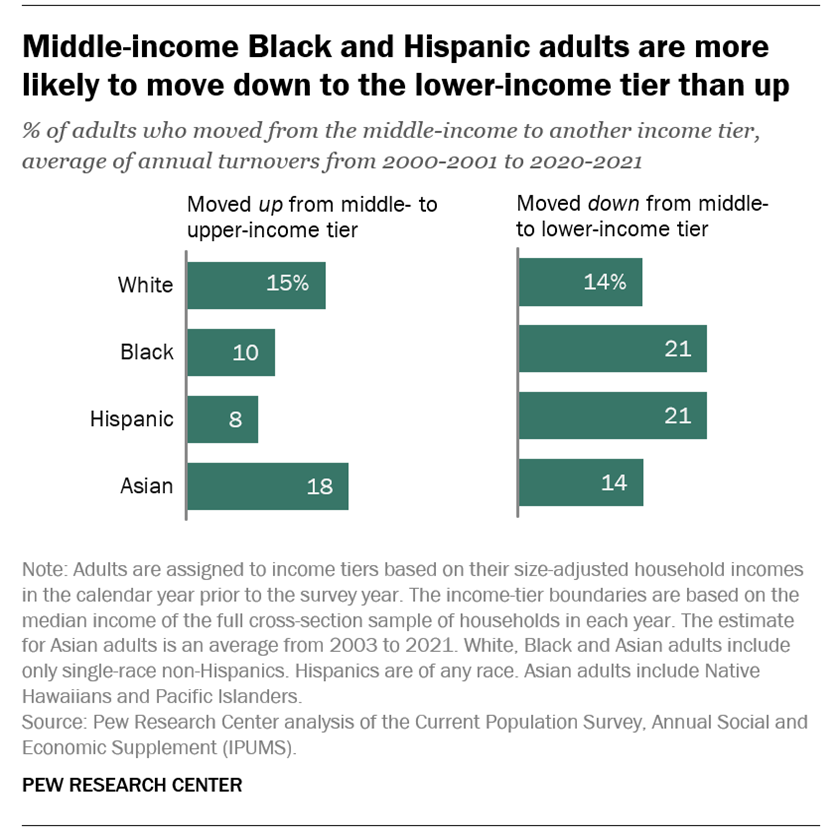 Middle-income Black and Hispanic adults are more
likely to move down to the lower-income tier than up
% of adults who moved from the middle-income to another income tier,
average of annual turnovers from 2000-2001 to 2020-2021
Moved up from middle- to
upper-income tier
Moved down from middle-
to lower-income tier
White 15% 14%
Black 10 21
Hispanic 8 21
Asian 18 14
Note: Adults are assigned to income tiers based on their size-adjusted household incomes
in the calendar year prior to the survey year. The income-tier boundaries are based on the
median income of the full cross-section sample of households in each year. The estimate
for Asian adults is an average from 2003 to 2021. White, Black and Asian adults include
only single-race non-Hispanics. Hispanics are of any race. Asian adults include Native
Hawaiians and Pacific Islanders.
Source: Pew Research Center analysis of the Current Population Survey, Annual Social and
Economic Supplement (IPUMS).
PEW RESEARCH CENTER